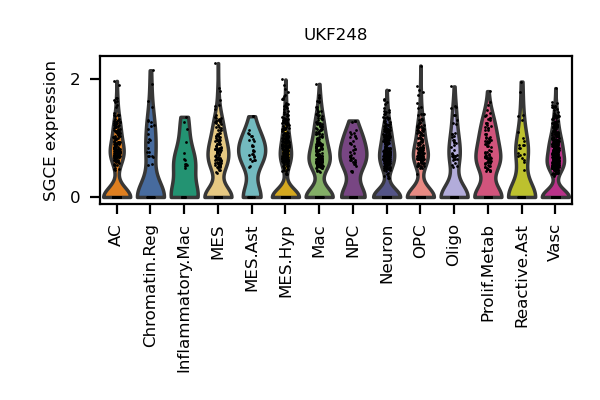 UKF248
SGCE expression
2
0
AC
Chromatin.Reg
Inflammatory.Mac
MES
MES.Ast
MES.Hyp
Mac
NPC
Neuron
OPC
Oligo
Prolif.Metab
Reactive.Ast
Vasc